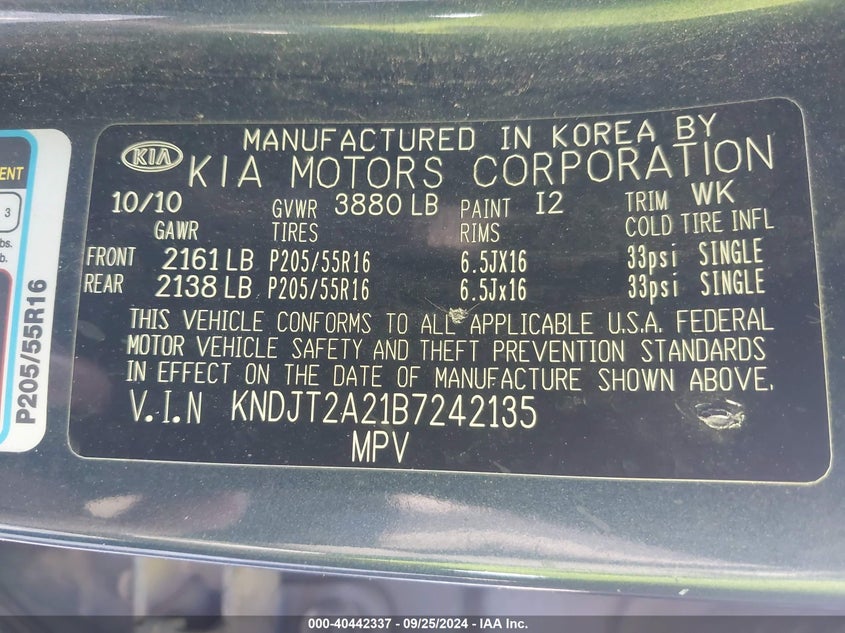 MANUFACTURED IN KOREA BY
KIA KIA MOTORS CORPORATION
10/10 GVWR 3880 LB PAINT I2 TRIM WK
GAWR TIRES RIMS COLD TIRE INFL
FRONT 2161 LB P205/55R16 6.5JX16 33psi SINGLE
REAR 2138 LB P205/55R16 6.5Jx16 33psi SINGLE
THIS VEHICLE CONFORMS TO ALL APPLICABLE U.S.A. FEDERAL
MOTOR VEHICLE SAFETY AND THEFT PREVENTION STANDARDS
IN EFFECT ON THE DATE OF MANUFACTURE SHOWN ABOVE.
V.I.N KNDJT2A21B7242135
MPV
3
P205/55R16
000-40442337 - 09/25/2024 - IAA Inc.